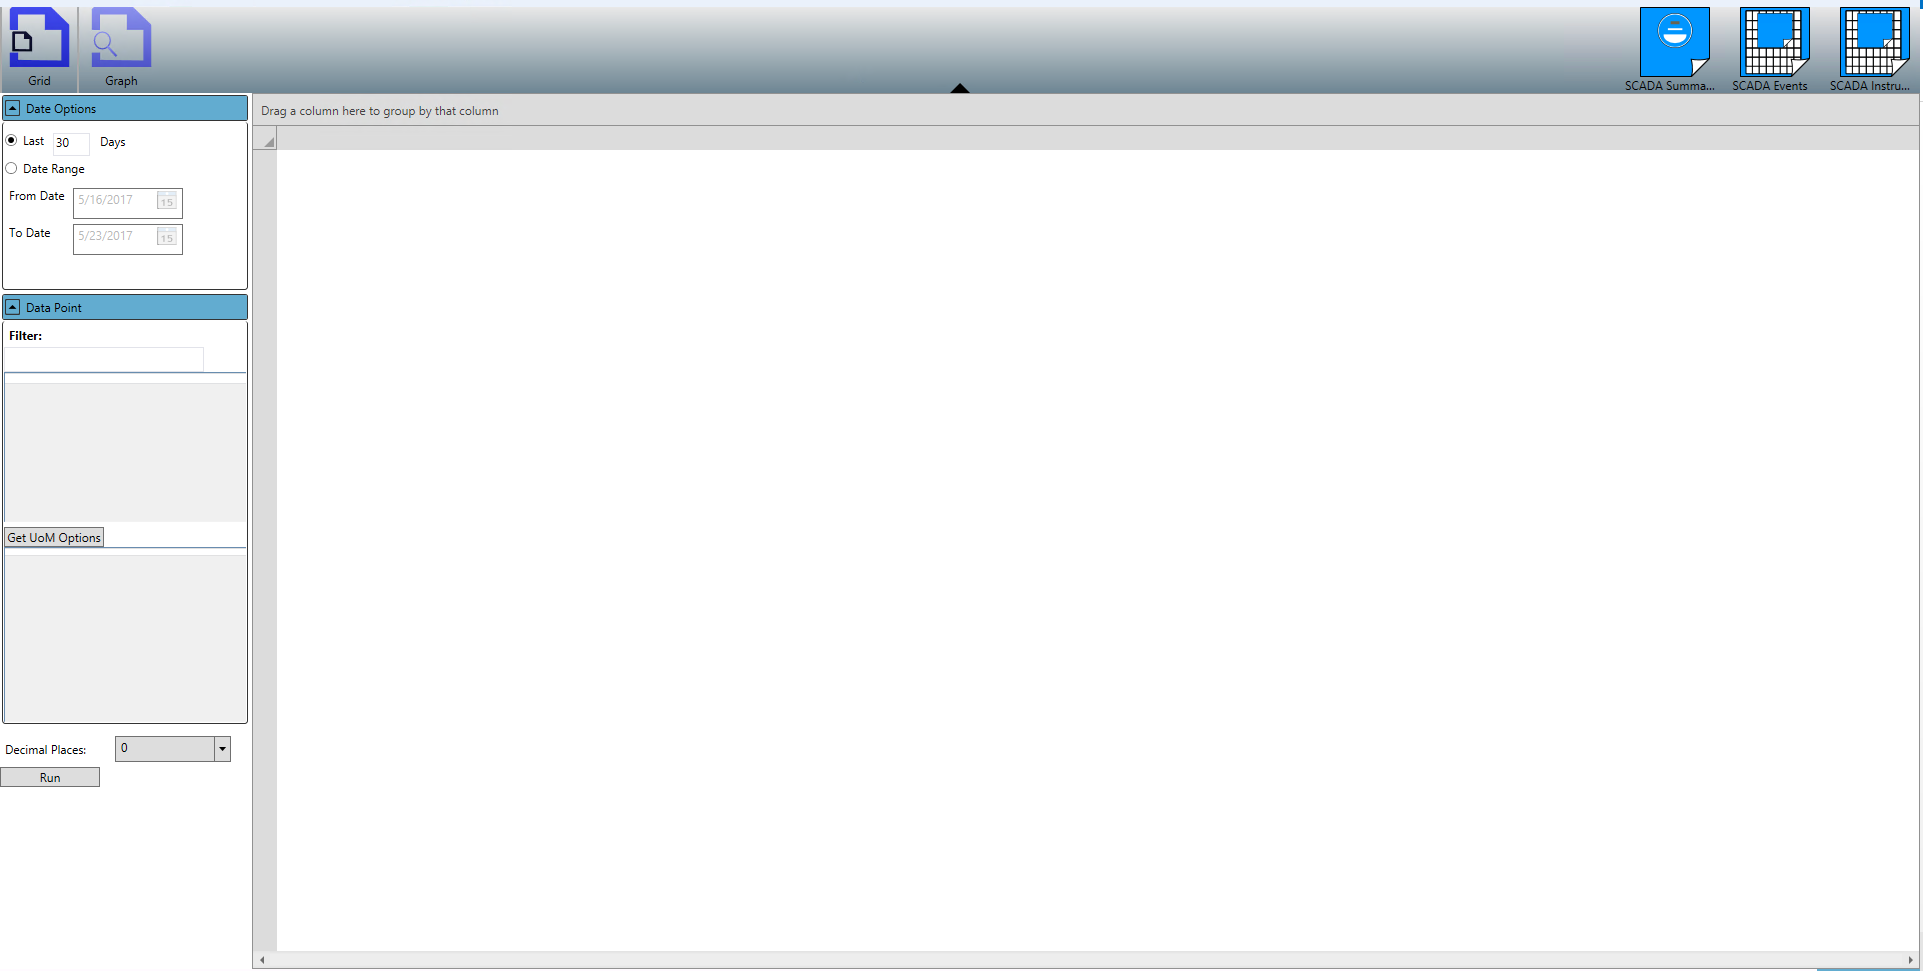 Grid
Graph
SCADA Summa...
SCADA Events
SCADA Instru...
Date Options
Last 30 Days
Date Range
From Date 5/16/2017 15
To Date 5/23/2017 15
Data Point
Filter:
Get UoM Options
Decimal Places: 0
Run
Drag a column here to group by that column